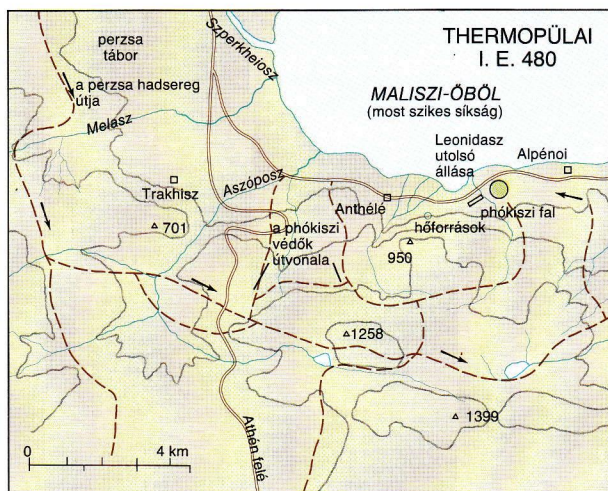 THERMOPÜLAI
I. E. 480
MALISZI-ÖBÖL
(most szikes síkság)
perzsa
tábor
a perzsa hadsereg
útja
Szperkheiosz
Melasz
Aszóposz
Trakhisz
701
Leonidasz
utolsó
állása
Alpénoi
Anthélé
phókiszi fal
hőforrások
a phókiszi
védők
útvonala
950
1258
1399
Athén felé
0
4 km